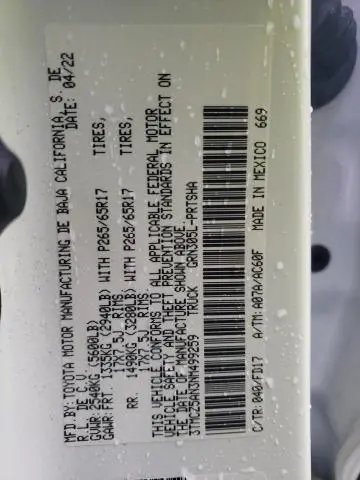 MFD.BY:TOYOTA MOTOR MANUFACTURING DE BAJA CALIFORNIA S. DE
R.L. DE C.V. DATE: 04/22
GVWR:2540KG (5600LB)
GAWR:FRT. 1335KG (2940LB) WITH P265/65R17 TIRES,
17X7.5J RIMS
RR. 1490KG (3280LB) WITH P265/65R17 TIRES,
17X7.5J RIMS
THIS VEHICLE CONFORMS TO ALL APPLICABLE FEDERAL MOTOR
VEHICLE SAFETY AND THEFT PREVENTION STANDARDS IN EFFECT ON
THE DATE OF MANUFACTURE SHOWN ABOVE.
3TMCZ5AN3NM499259 TRUCK GRN305L-PRTSHA
C/TR:040/FD17 A/TM:A07A/AC60F MADE IN MEXICO 669